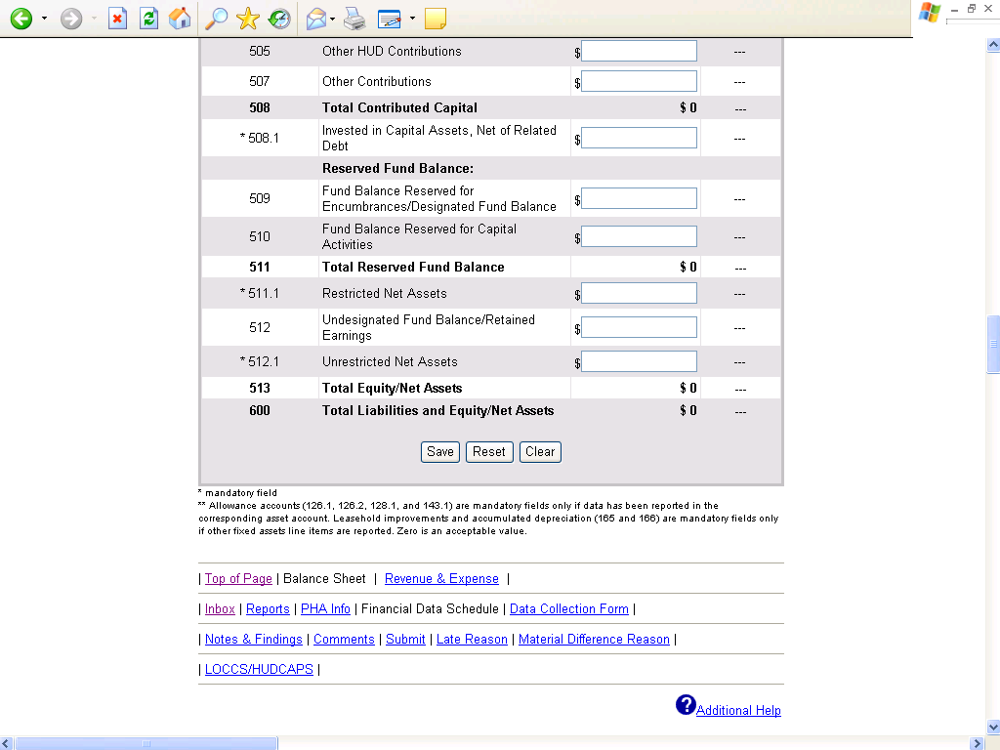 505 Other HUD Contributions $ ---
507 Other Contributions $ ---
508 Total Contributed Capital $ 0 ---
* 508.1 Invested in Capital Assets, Net of Related
Debt $ ---
Reserved Fund Balance:
509 Fund Balance Reserved for
Encumbrances/Designated Fund Balance $ ---
510 Fund Balance Reserved for Capital
Activities $ ---
511 Total Reserved Fund Balance $ 0 ---
* 511.1 Restricted Net Assets $ ---
512 Undesignated Fund Balance/Retained
Earnings $ ---
* 512.1 Unrestricted Net Assets $ ---
513 Total Equity/Net Assets $ 0 ---
600 Total Liabilities and Equity/Net Assets $ 0 ---
Save Reset Clear
* mandatory field
** Allowance accounts (126.1, 126.2, 128.1, and 143.1) are mandatory fields only if data has been reported in the
corresponding asset account. Leasehold improvements and accumulated depreciation (165 and 166) are mandatory fields only
if other fixed assets line items are reported. Zero is an acceptable value.
| Top of Page | Balance Sheet | Revenue & Expense |
| Inbox | Reports | PHA Info | Financial Data Schedule | Data Collection Form |
| Notes & Findings | Comments | Submit | Late Reason | Material Difference Reason |
| LOCCS/HUDCAPS |
? Additional Help